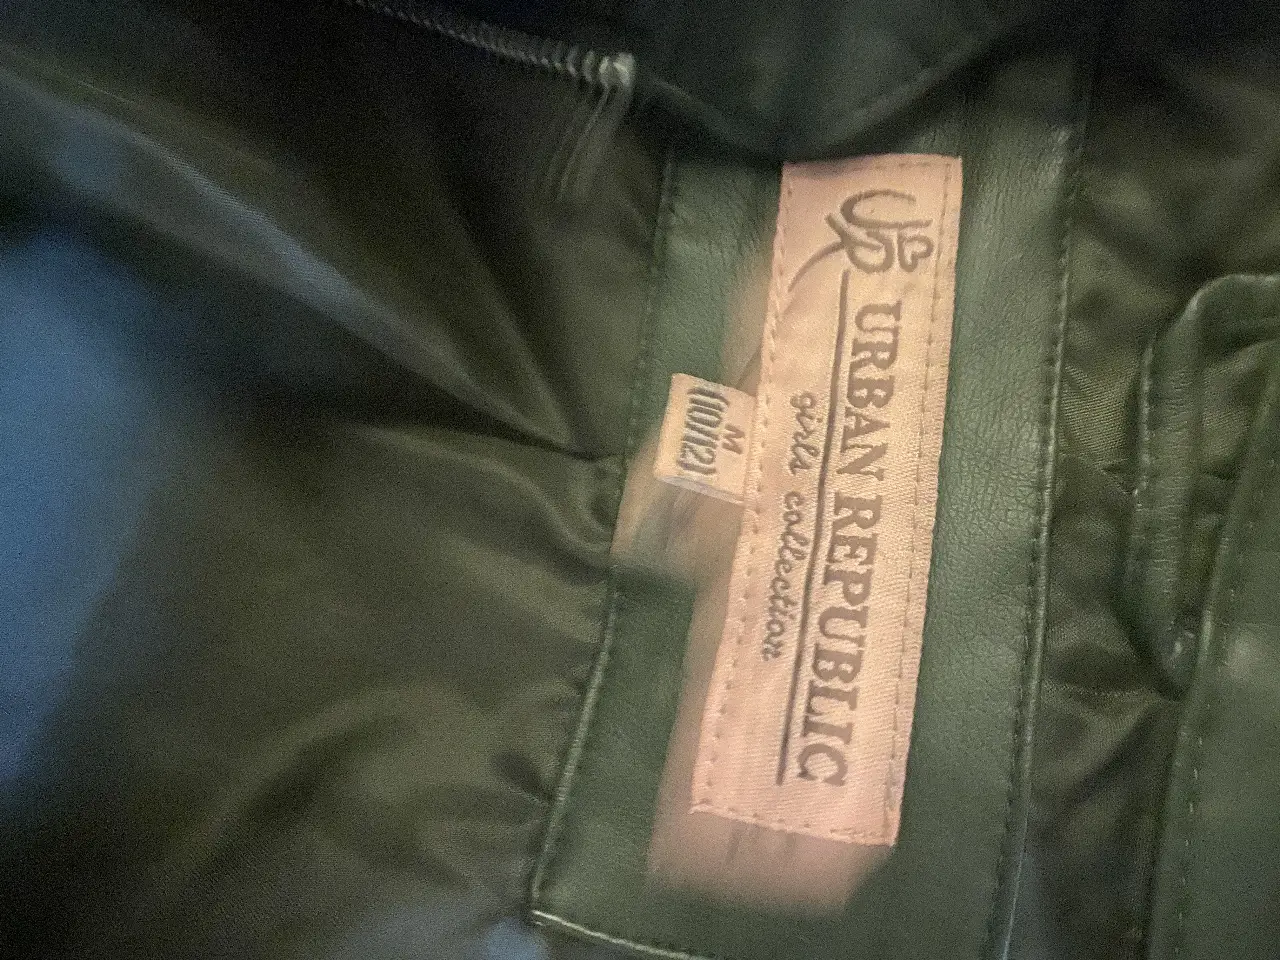 UR
URBAN REPUBLIC
girls collection
M
(10/12)